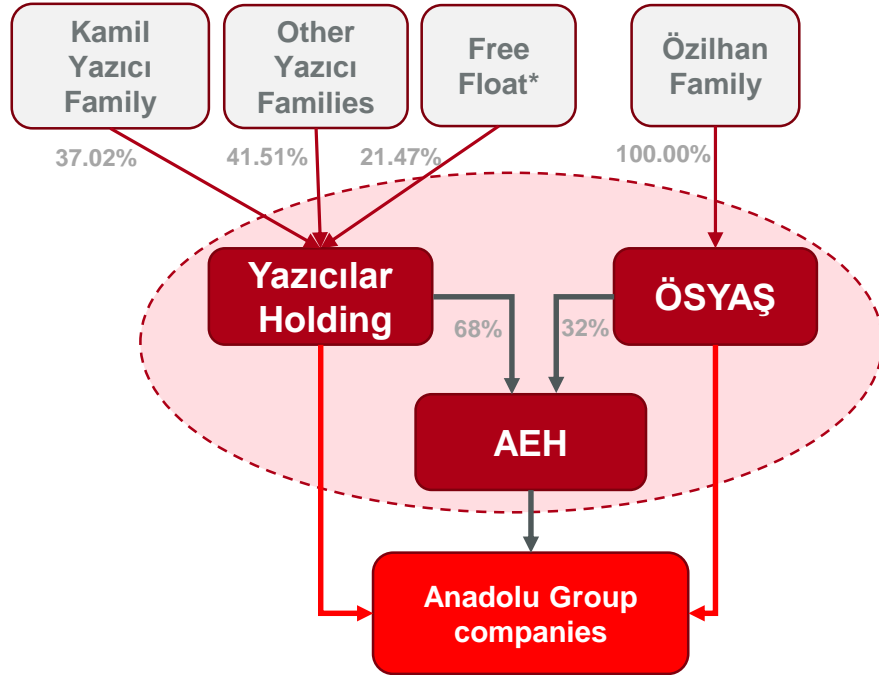 Kamil
Yazıcı
Family
Other
Yazıcı
Families
Free
Float*
Özilhan
Family
37.02%
41.51%
21.47%
100.00%
Yazıcılar
Holding
ÖSYAŞ
68%
32%
AEH
Anadolu Group
companies